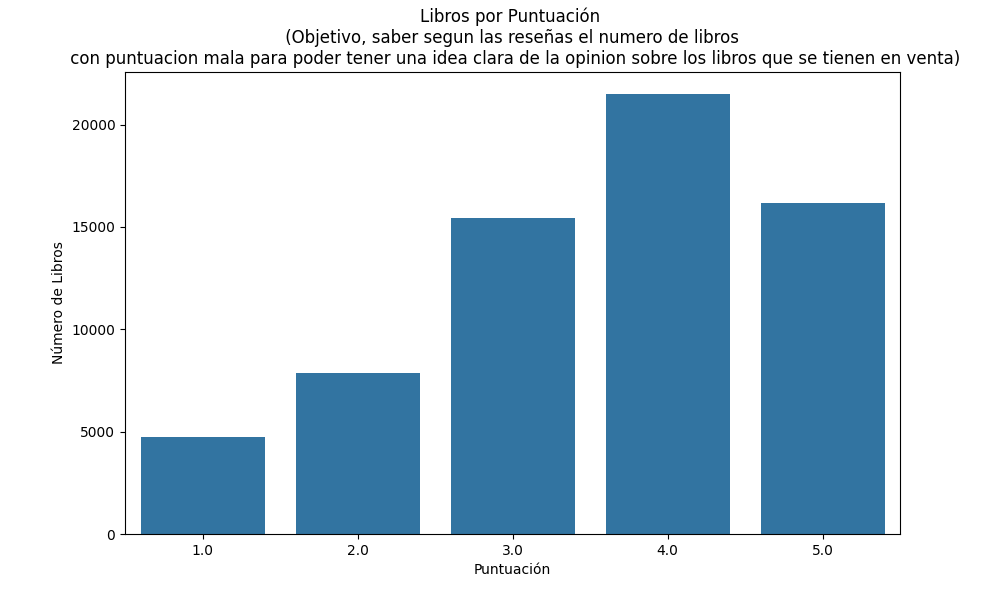 Libros por Puntuación
(Objetivo, saber segun las reseñas el numero de libros
con puntuacion mala para poder tener una idea clara de la opinion sobre los libros que se tienen en venta)
Número de Libros
20000
15000
10000
5000
0
1.0 2.0 3.0 4.0 5.0
Puntuación